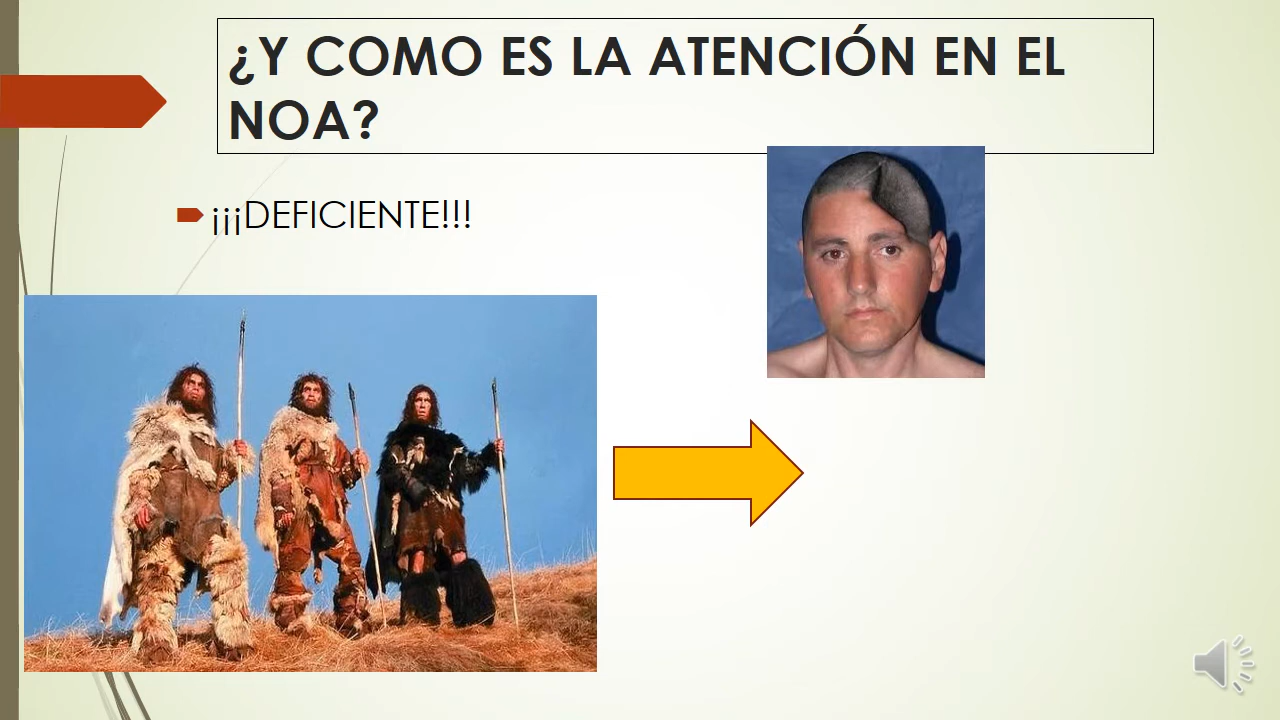 ¿Y COMO ES LA ATENCIÓN EN EL
NOA?
¡¡¡DEFICIENTE!!!